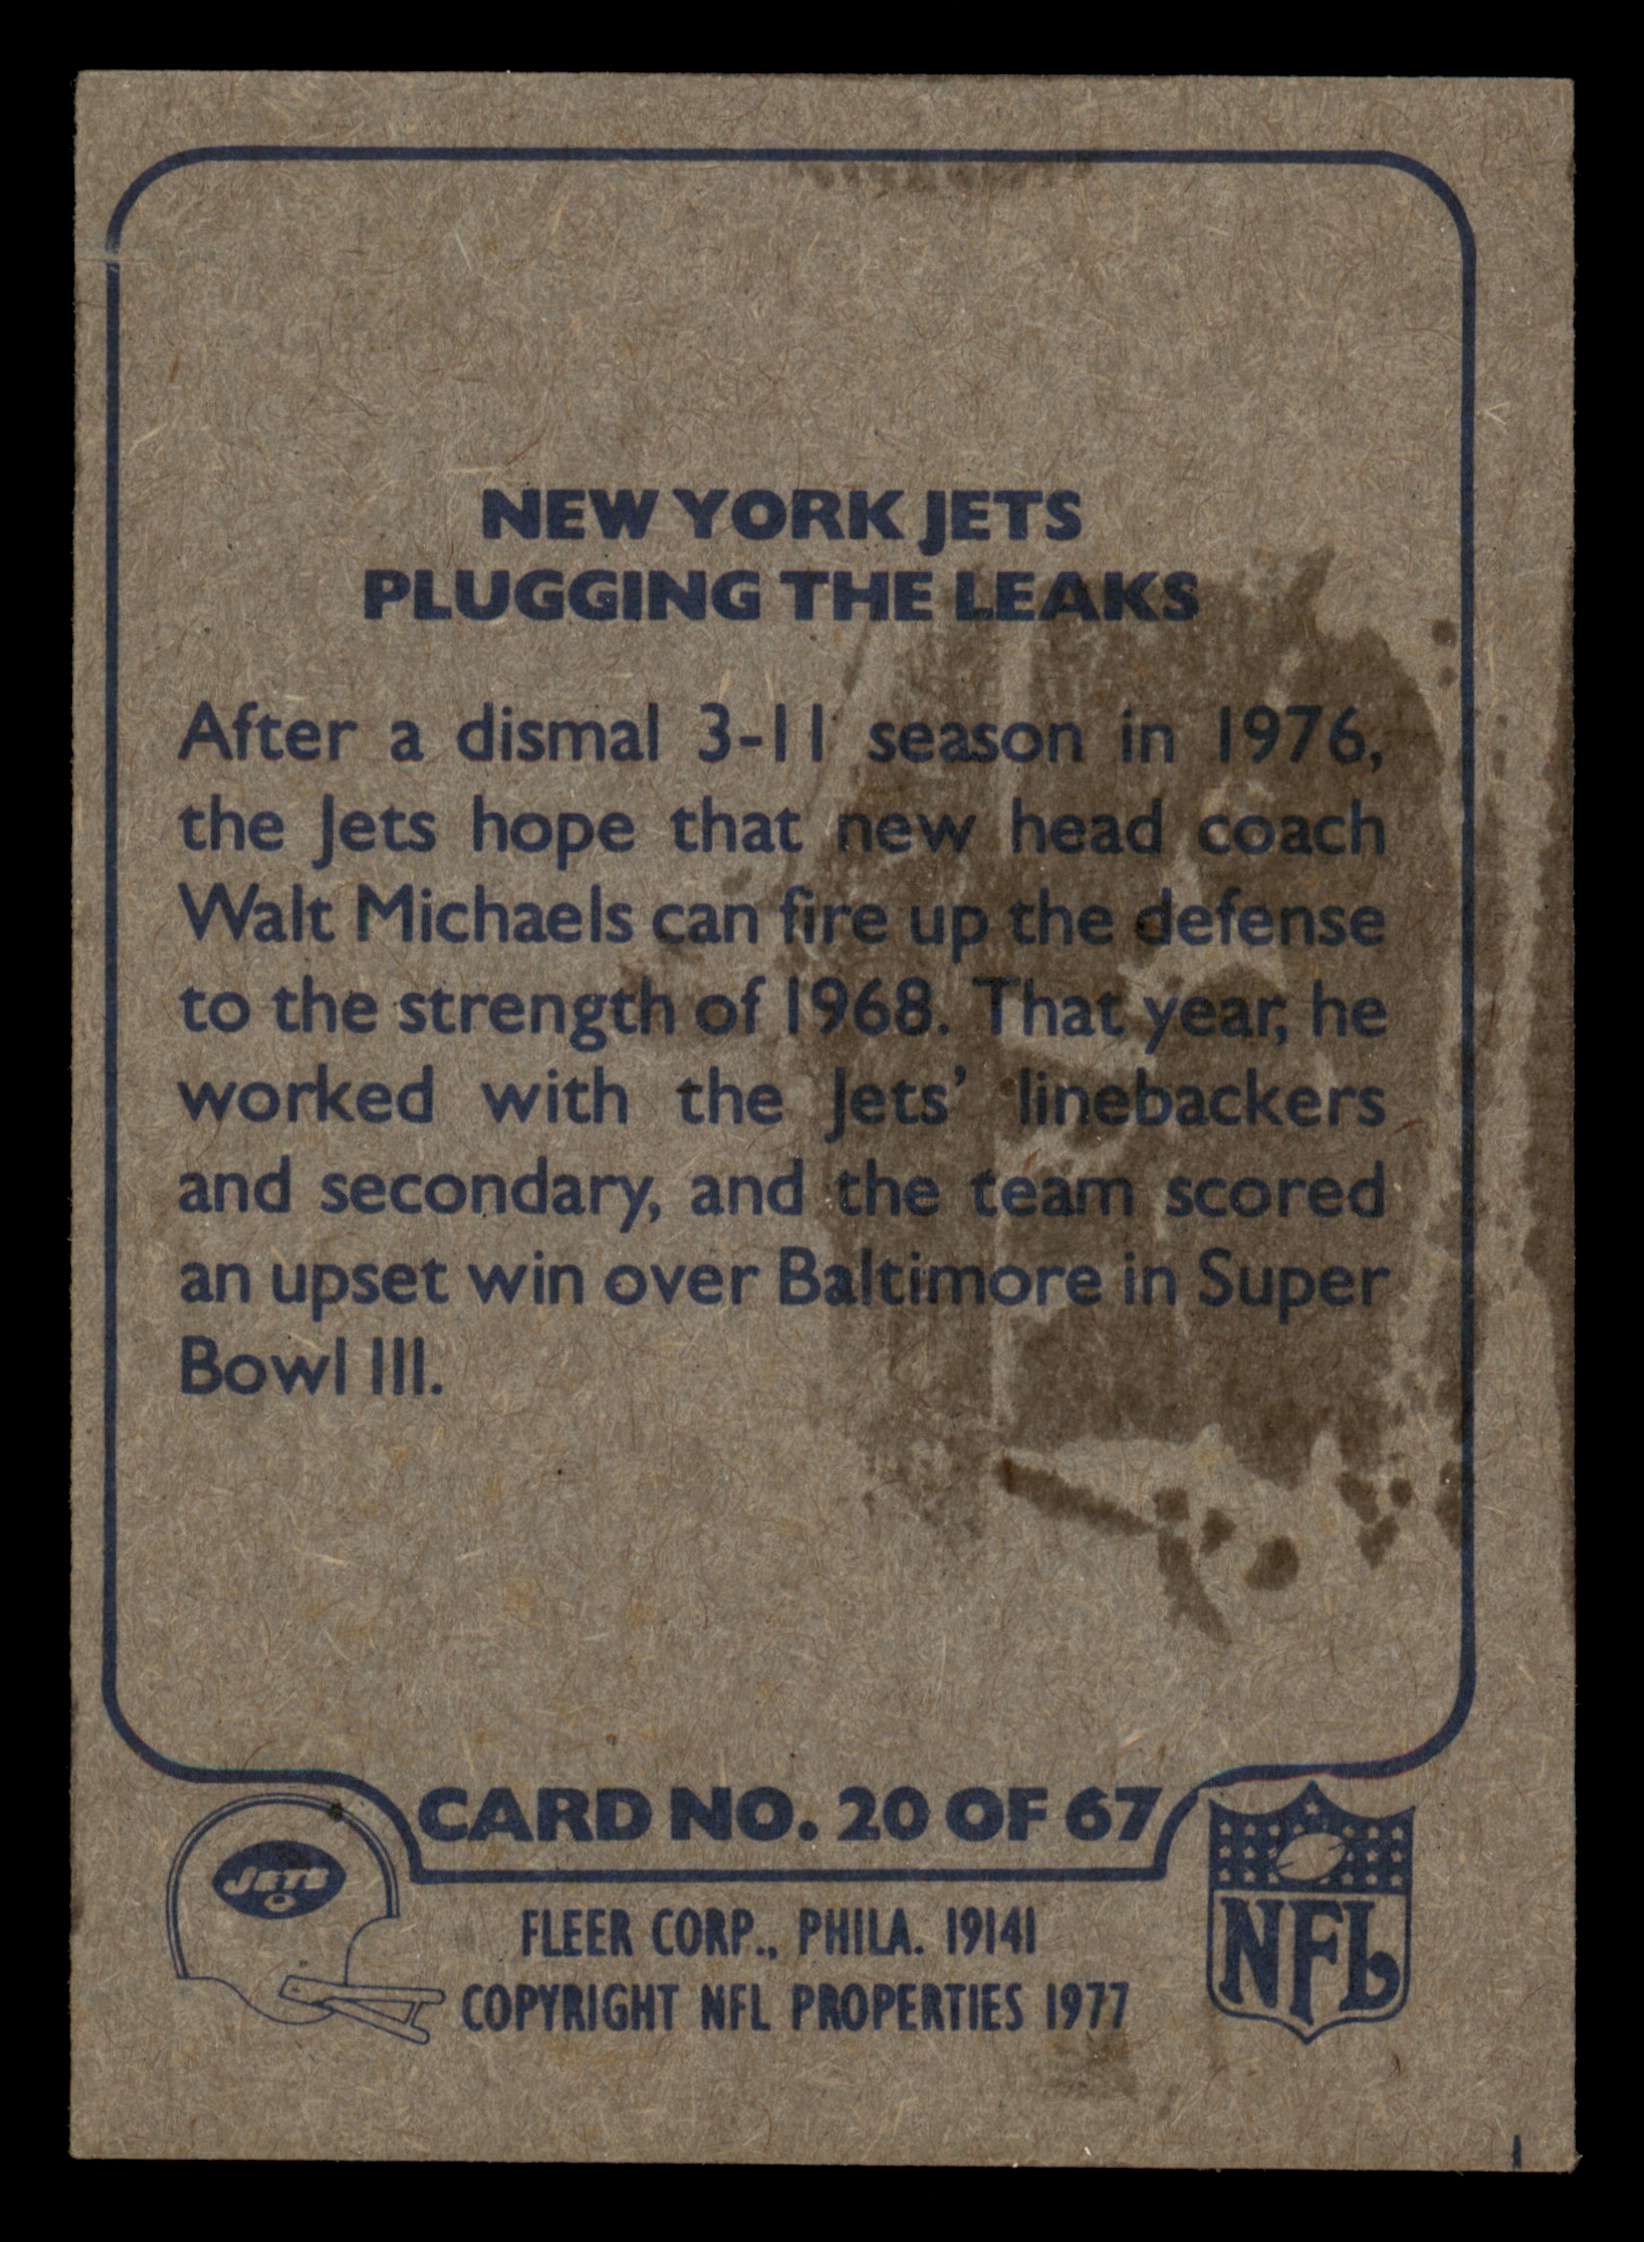 NEW YORK JETS
PLUGGING THE LEAKS
After a dismal 3-11 season in 1976,
the Jets hope that new head coach
Walt Michaels can fire up the defense
to the strength of 1968. That year, he
worked with the Jets' linebackers
and secondary, and the team scored
an upset win over Baltimore in Super
Bowl III.
CARD NO. 20 OF 67
JETS
FLEER CORP., PHILA. 19141
COPYRIGHT NFL PROPERTIES 1977
NFL